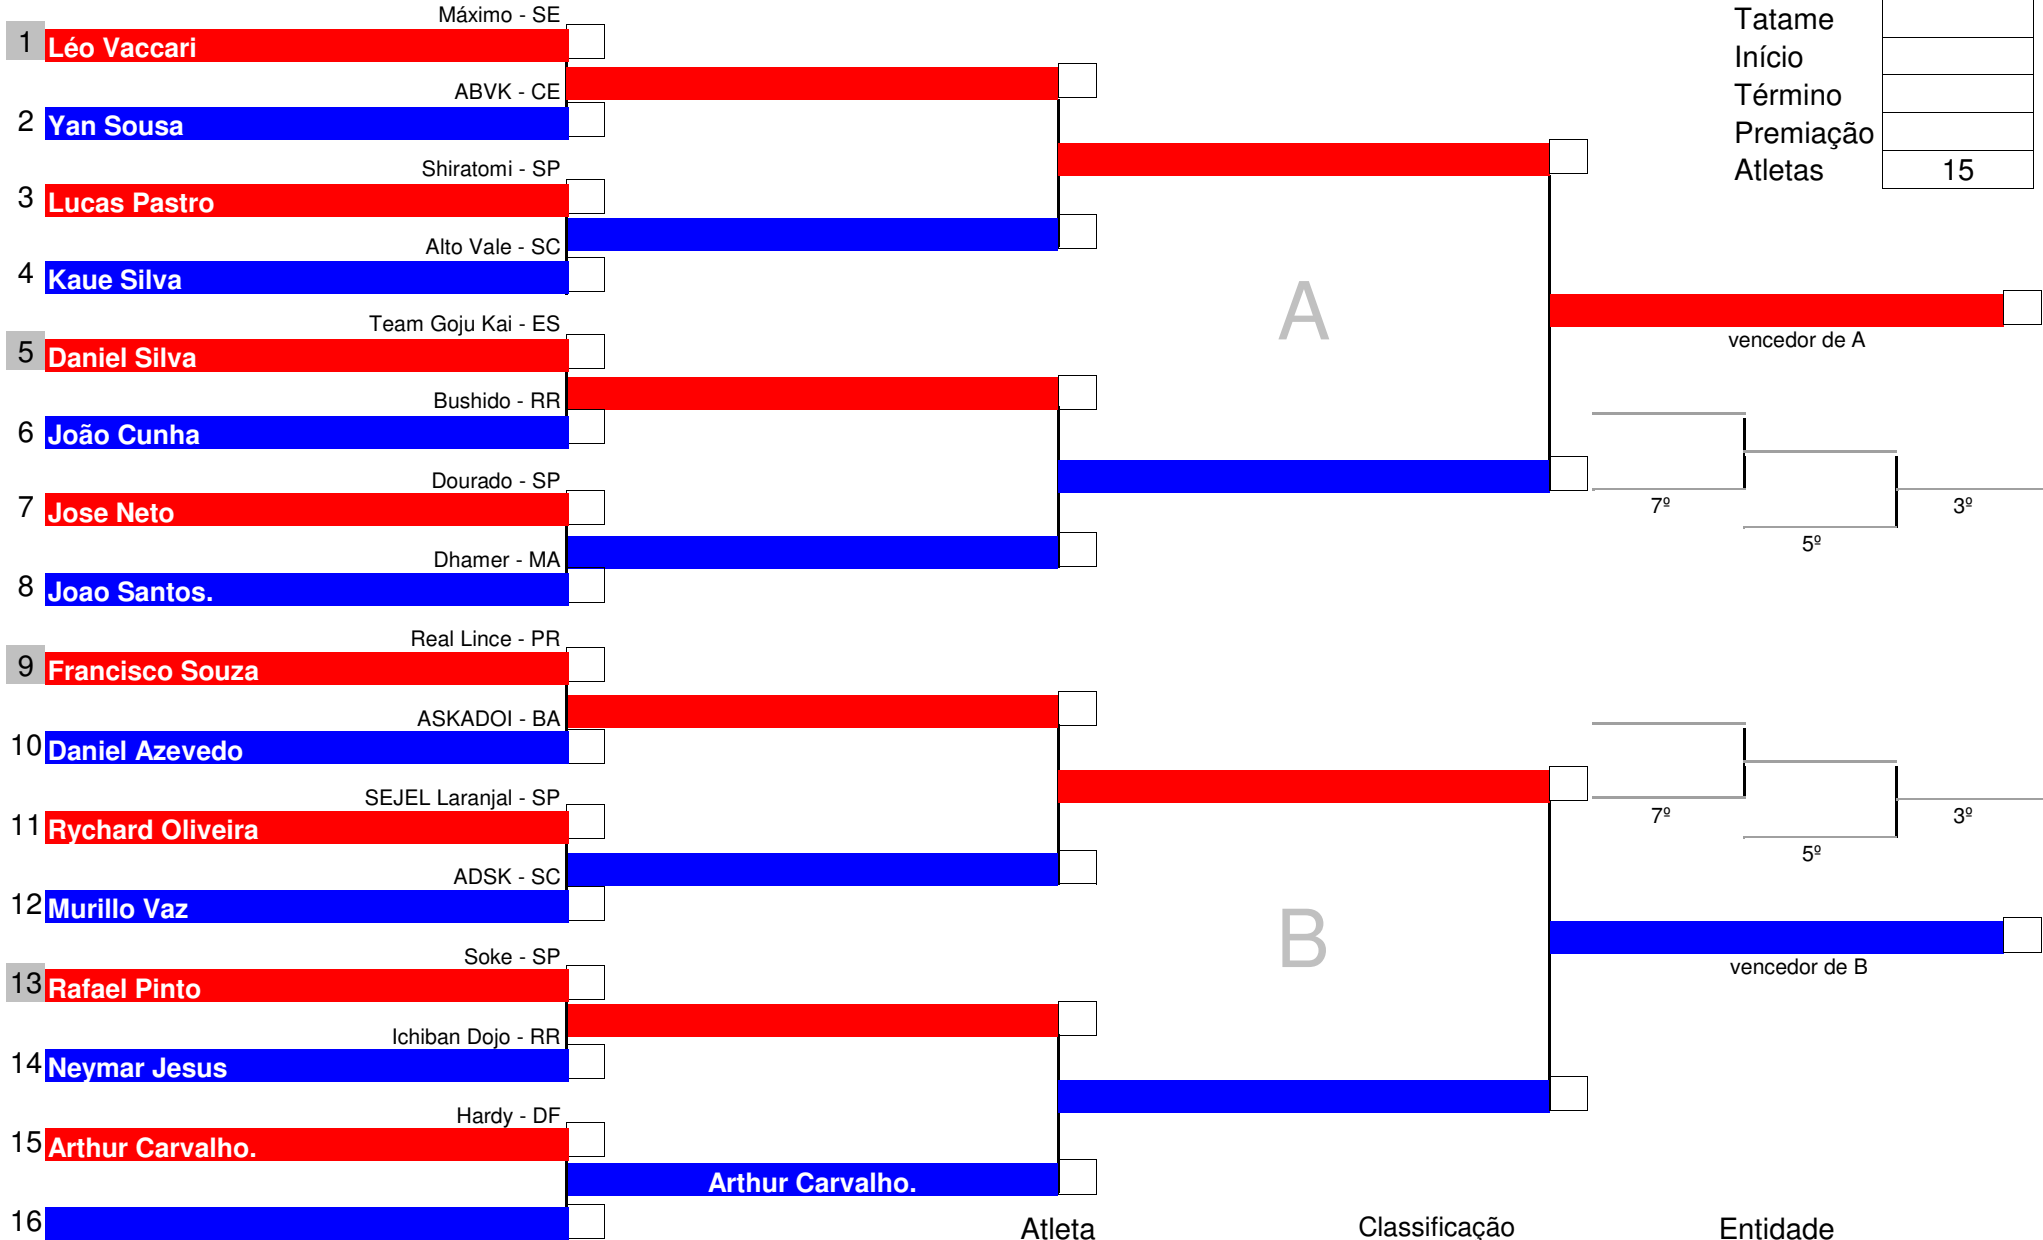 Máximo - SE
1 Léo Vaccari
ABVK - CE
2 Yan Sousa
Shiratomi - SP
3 Lucas Pastro
Alto Vale - SC
4 Kaue Silva
Team Goju Kai - ES
5 Daniel Silva
Bushido - RR
6 João Cunha
Dourado - SP
7 Jose Neto
Dhamer - MA
8 Joao Santos.
Real Lince - PR
9 Francisco Souza
ASKADOI - BA
10 Daniel Azevedo
SEJEL Laranjal - SP
11 Rychard Oliveira
ADSK - SC
12 Murillo Vaz
Soke - SP
13 Rafael Pinto
Ichiban Dojo - RR
14 Neymar Jesus
Hardy - DF
15 Arthur Carvalho.
16
Arthur Carvalho.
A
B
Tatame
Início
Término
Premiação
Atletas 15
vencedor de A
7º
5º
3º
7º
5º
3º
vencedor de B
Atleta Classificação Entidade